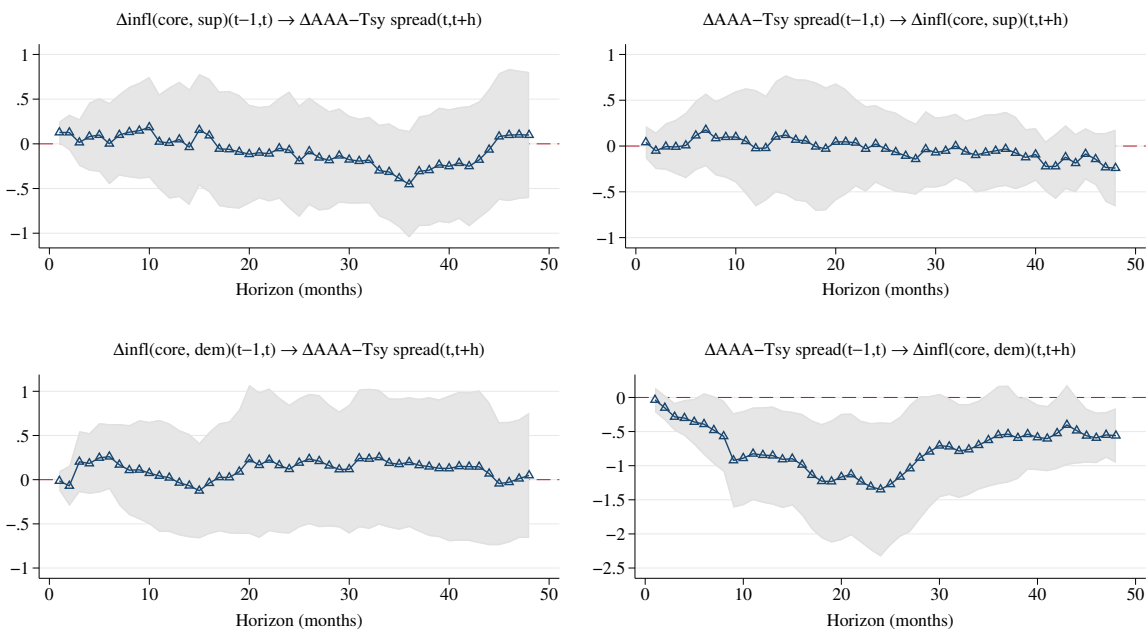 Δinfl(core, sup)(t−1,t) → ΔAAA−Tsy spread(t,t+h)
1
.5
0
−.5
−1
0 10 20 30 40 50
Horizon (months)
ΔAAA−Tsy spread(t−1,t) → Δinfl(core, sup)(t,t+h)
1
.5
0
−.5
−1
0 10 20 30 40 50
Horizon (months)
Δinfl(core, dem)(t−1,t) → ΔAAA−Tsy spread(t,t+h)
1
.5
0
−.5
−1
0 10 20 30 40 50
Horizon (months)
ΔAAA−Tsy spread(t−1,t) → Δinfl(core, dem)(t,t+h)
0
−.5
−1
−1.5
−2
−2.5
0 10 20 30 40 50
Horizon (months)